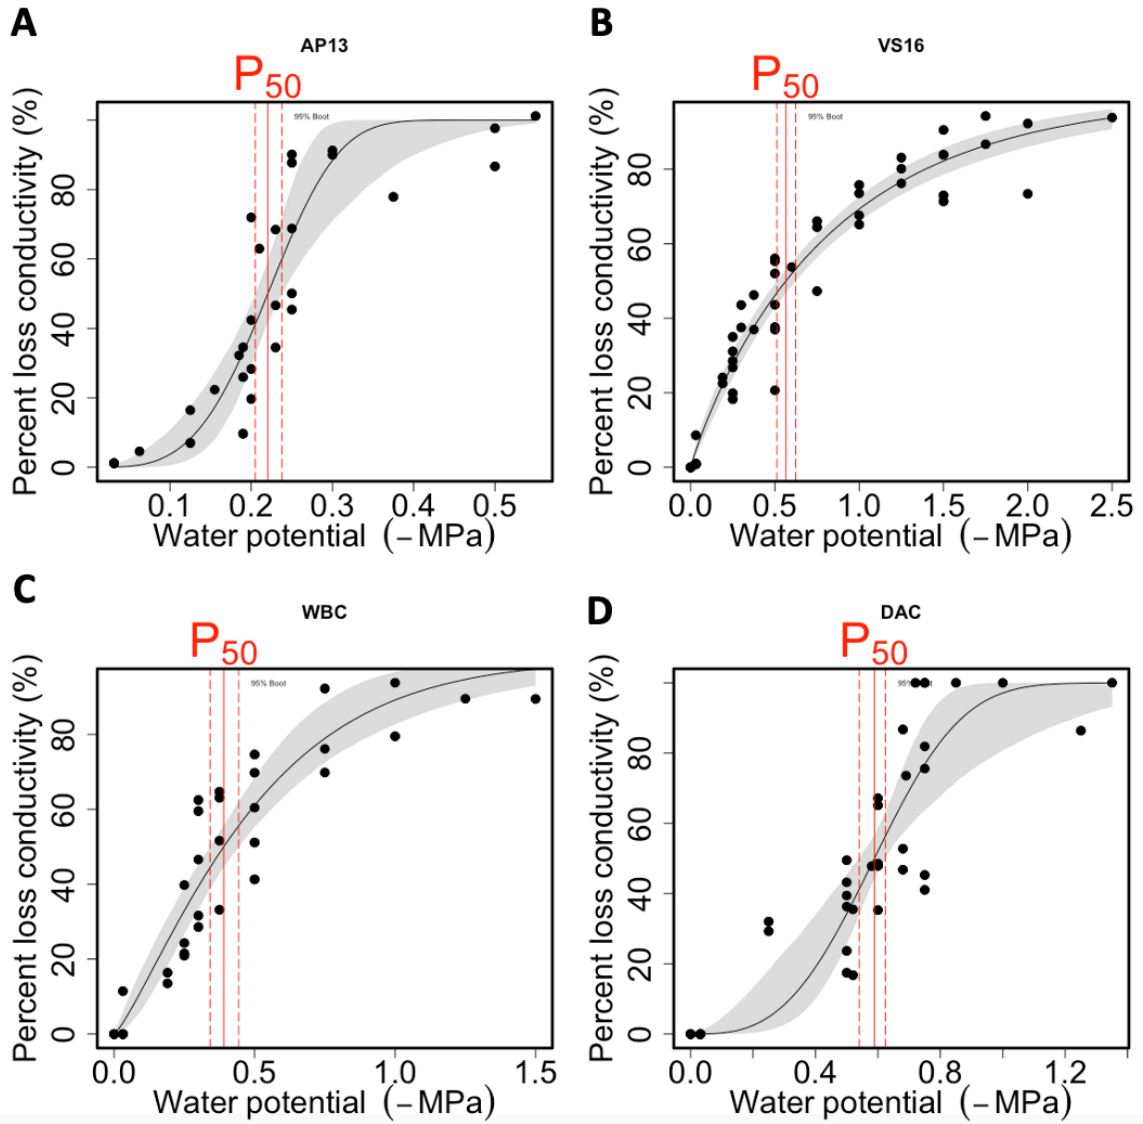 A
AP13
P50
95% Boot
Percent loss conductivity (%)
0 20 40 60 80
0.1 0.2 0.3 0.4 0.5
Water potential (−MPa)
B
VS16
P50
95% Boot
Percent loss conductivity (%)
0 20 40 60 80
0.0 0.5 1.0 1.5 2.0 2.5
Water potential (−MPa)
C
WBC
P50
95% Boot
Percent loss conductivity (%)
0 20 40 60 80
0.0 0.5 1.0 1.5
Water potential (−MPa)
D
DAC
P50
Percent loss conductivity (%)
0 20 40 60 80
0.0 0.4 0.8 1.2
Water potential (−MPa)